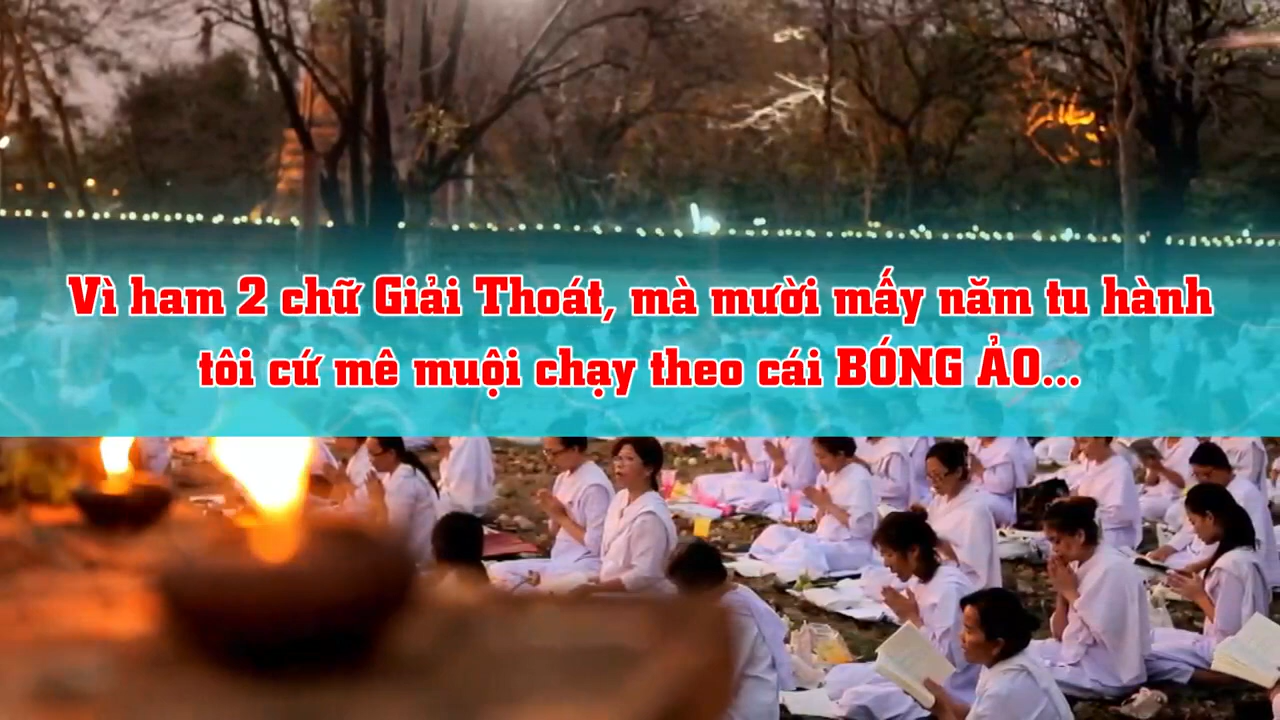 Vì ham 2 chữ Giải Thoát, mà mười mấy năm tu hành
tôi cứ mê muội chạy theo cái BÓNG ẢO...